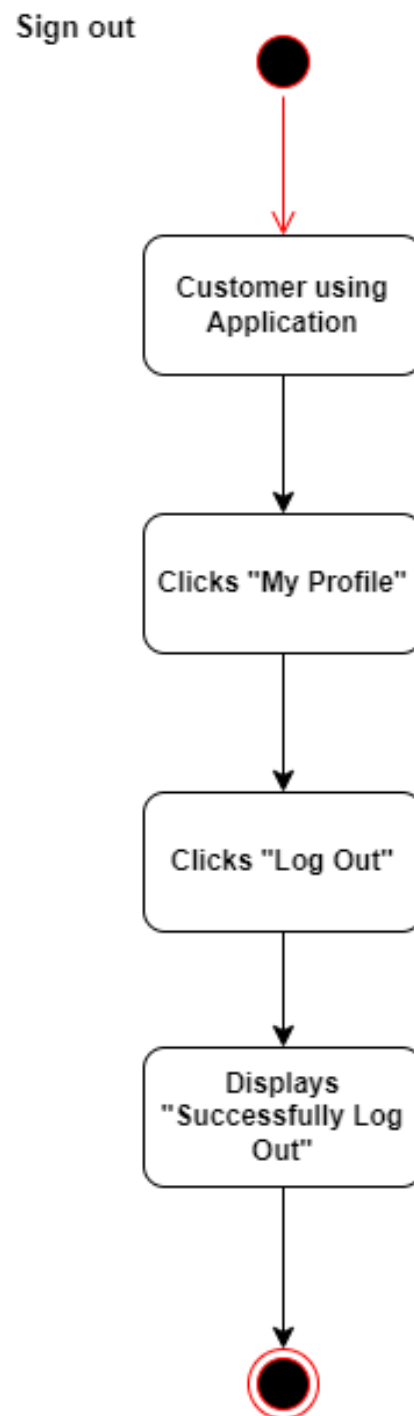 Sign out
Customer using
Application
Clicks "My Profile"
Clicks "Log Out"
Displays
"Successfully Log
Out"